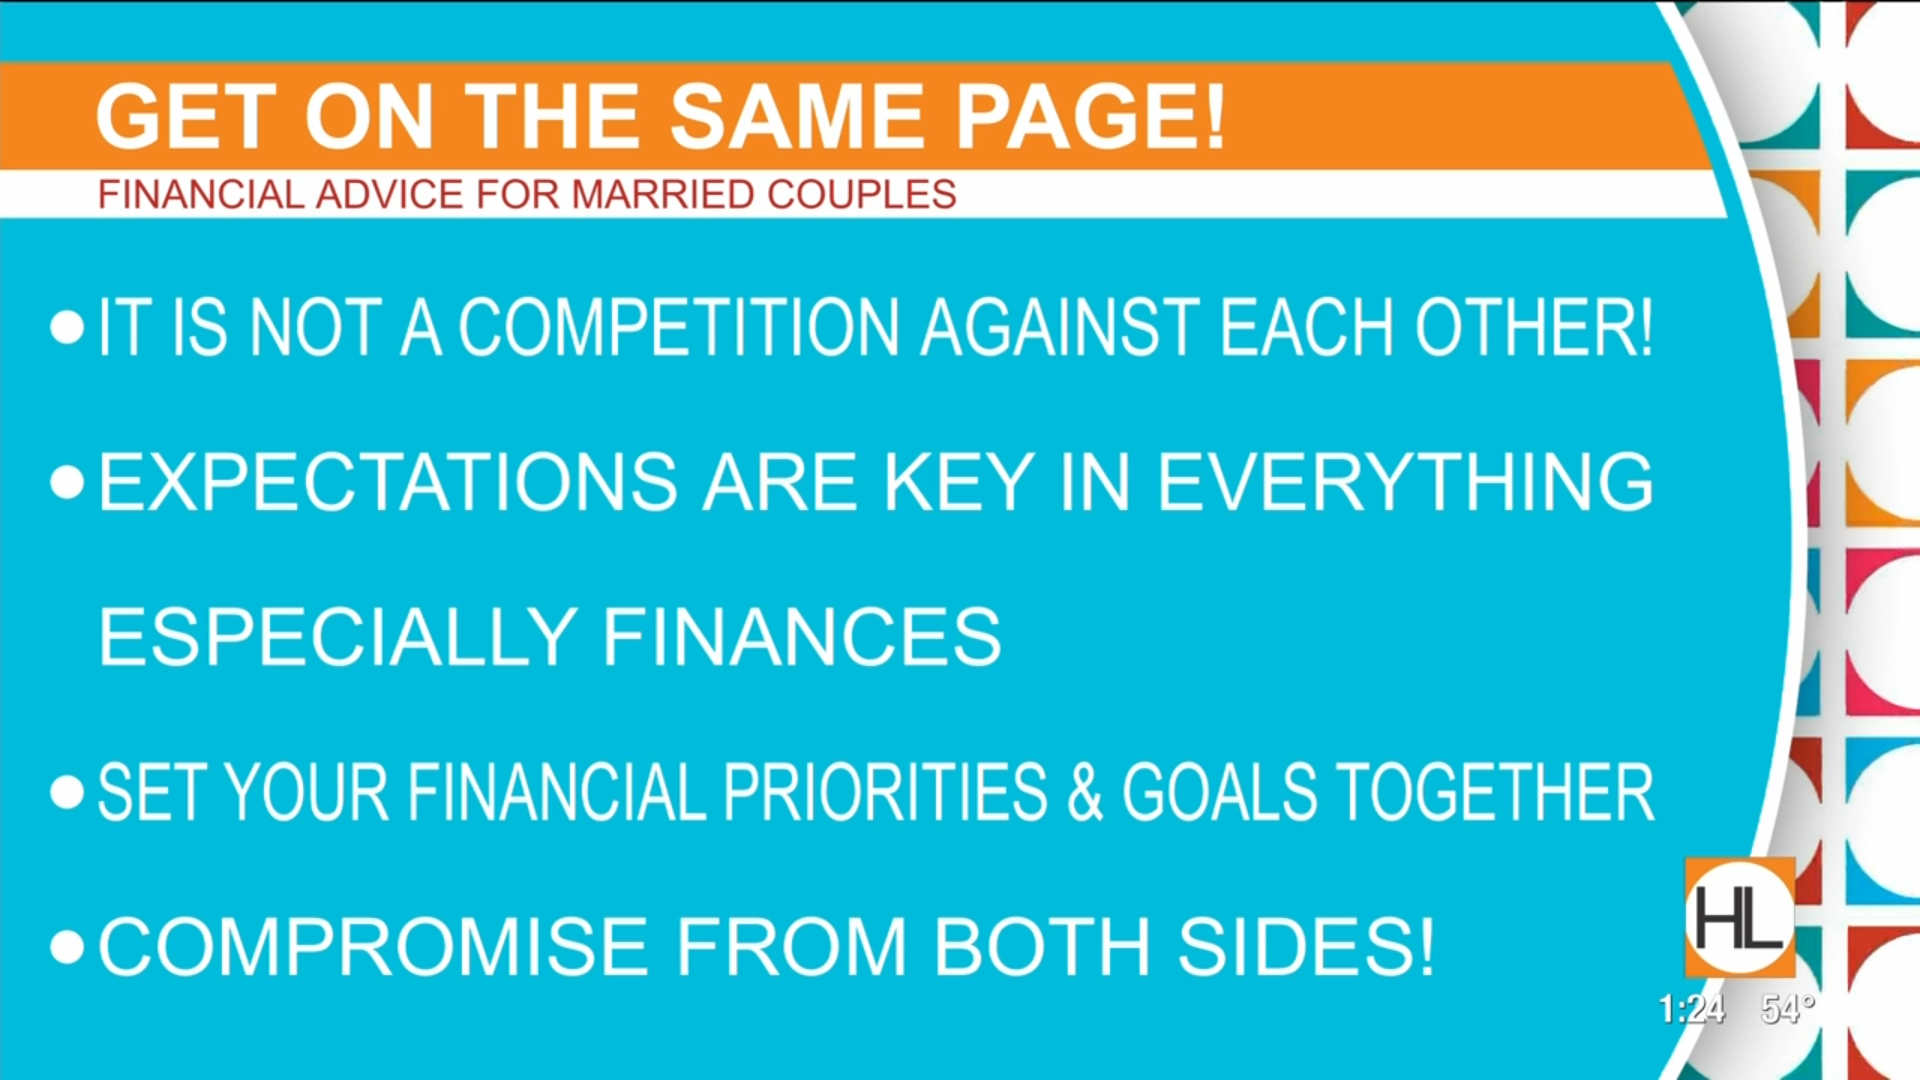 GET ON THE SAME PAGE!
FINANCIAL ADVICE FOR MARRIED COUPLES
● IT IS NOT A COMPETITION AGAINST EACH OTHER!
● EXPECTATIONS ARE KEY IN EVERYTHING
ESPECIALLY FINANCES
● SET YOUR FINANCIAL PRIORITIES & GOALS TOGETHER
● COMPROMISE FROM BOTH SIDES!
HL
1:24 54°